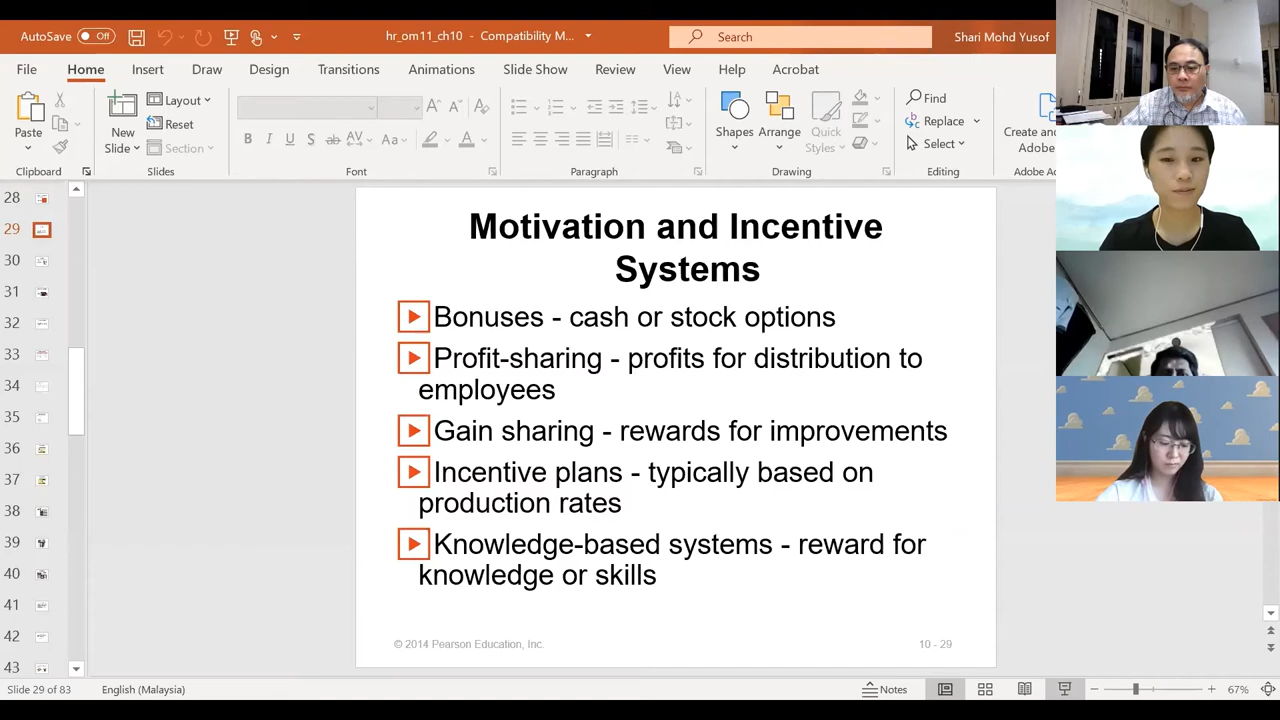 AutoSave Off hr_om11_ch10 - Compatibility M... Search Shari Mohd Yusof
File Home Insert Draw Design Transitions Animations Slide Show Review View Help Acrobat
Paste
Clipboard
New
Slide
Layout
Reset
Section
Slides
B I U S ab AV Aa
Font
Paragraph
Shapes Arrange Quick
Styles
Drawing
Find
Replace
Select
Editing
Create and
Adobe
Adobe Ac
28
29
30
31
32
33
34
35
36
37
38
39
40
41
42
43
Motivation and Incentive
Systems
Bonuses - cash or stock options
Profit-sharing - profits for distribution to
employees
Gain sharing - rewards for improvements
Incentive plans - typically based on
production rates
Knowledge-based systems - reward for
knowledge or skills
© 2014 Pearson Education, Inc. 10 - 29
Slide 29 of 83 English (Malaysia) Notes 67%